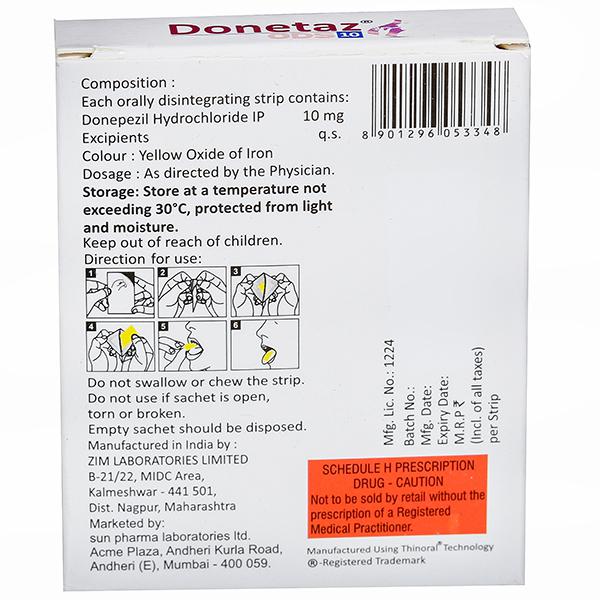 Donetaz®
ODS 10
Composition :
Each orally disintegrating strip contains:
Donepezil Hydrochloride IP 10 mg
Excipients q.s.
Colour : Yellow Oxide of Iron
Dosage : As directed by the Physician.
Storage: Store at a temperature not
exceeding 30°C, protected from light
and moisture.
Keep out of reach of children.
Direction for use:
1 2 3
4 5 6
Do not swallow or chew the strip.
Do not use if sachet is open,
torn or broken.
Empty sachet should be disposed.
Manufactured in India by :
ZIM LABORATORIES LIMITED
B-21/22, MIDC Area,
Kalmeshwar - 441 501,
Dist. Nagpur, Maharashtra
Marketed by:
sun pharma laboratories ltd.
Acme Plaza, Andheri Kurla Road,
Andheri (E), Mumbai - 400 059.
8 901296 053348
Mfg. Lic. No.: 1224
Batch No.:
Mfg. Date:
Expiry Date:
M.R.P ₹
(Incl. of all taxes)
per Strip
SCHEDULE H PRESCRIPTION
DRUG - CAUTION
Not to be sold by retail without the
prescription of a Registered
Medical Practitioner.
Manufactured Using Thinoral® Technology
®-Registered Trademark